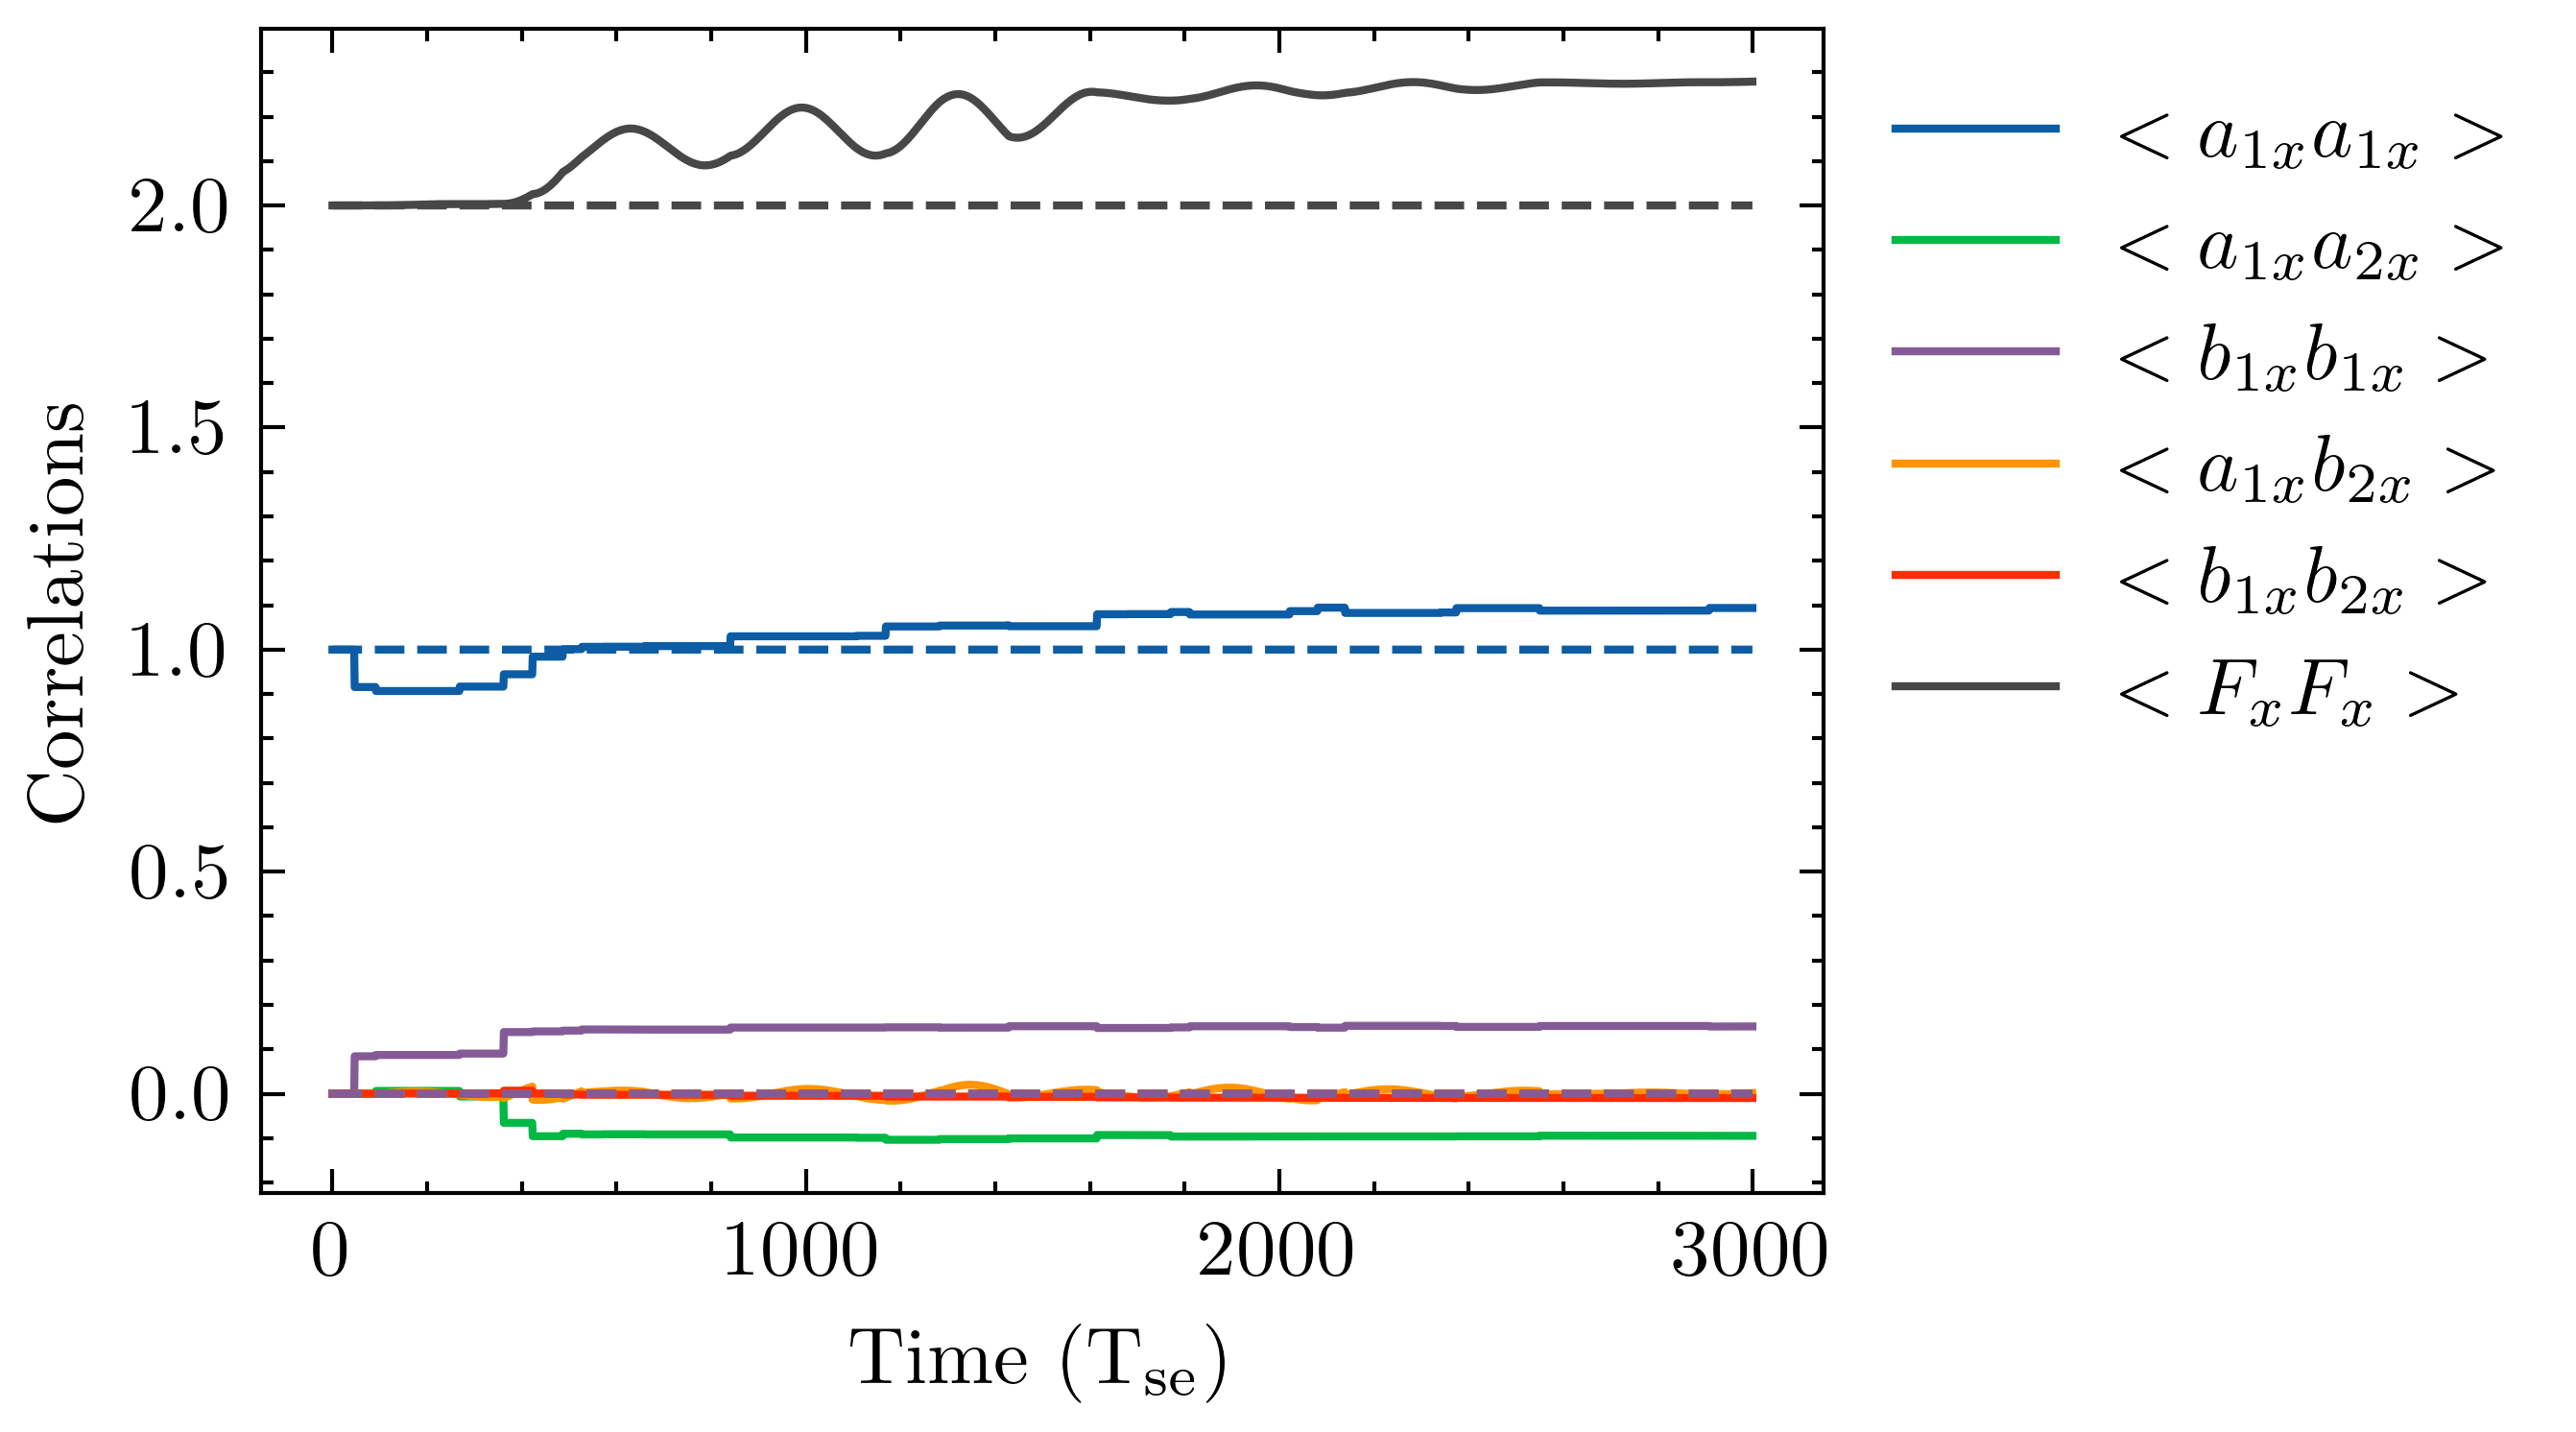 Correlations
2.0
1.5
1.0
0.5
0.0
0 1000 2000 3000
Time (T_se)
< a_1x a_1x >
< a_1x a_2x >
< b_1x b_1x >
< a_1x b_2x >
< b_1x b_2x >
< F_x F_x >